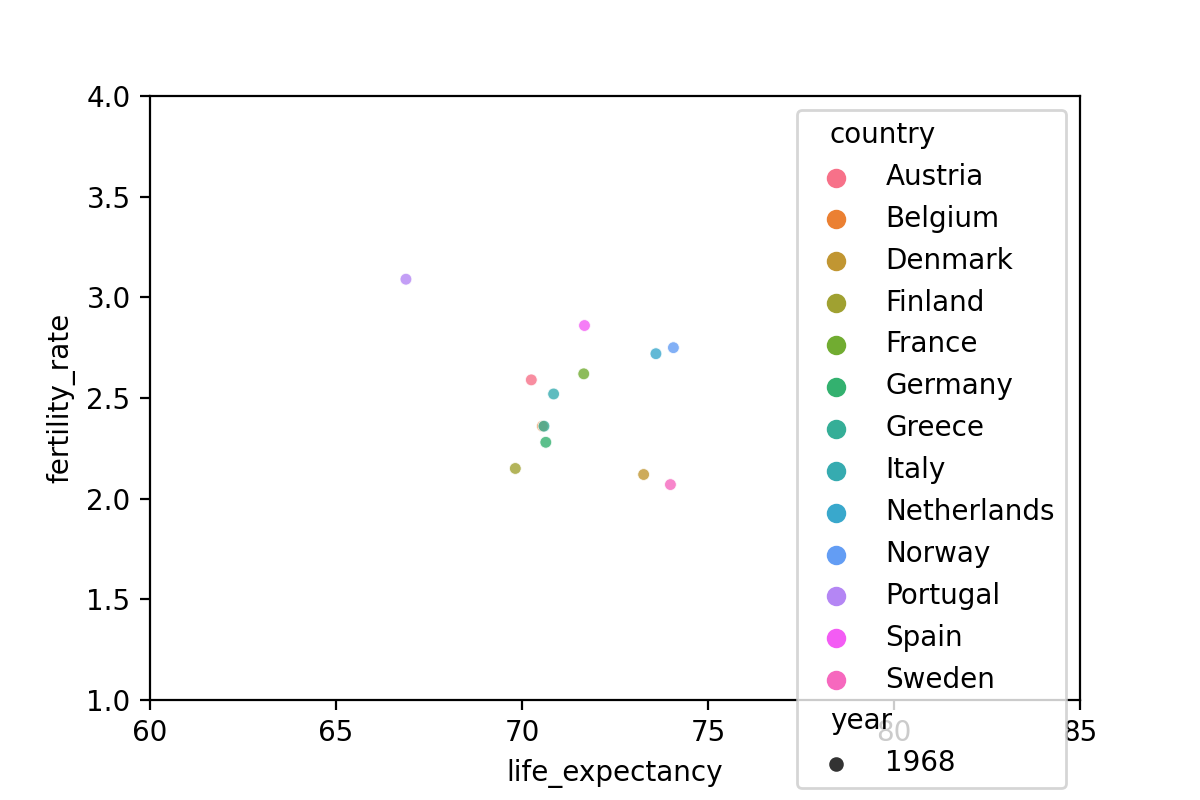 4.0
3.5
3.0
2.5
2.0
1.5
1.0
fertility_rate
60 65 70 75 80 85
life_expectancy
country
Austria
Belgium
Denmark
Finland
France
Germany
Greece
Italy
Netherlands
Norway
Portugal
Spain
Sweden
year
1968